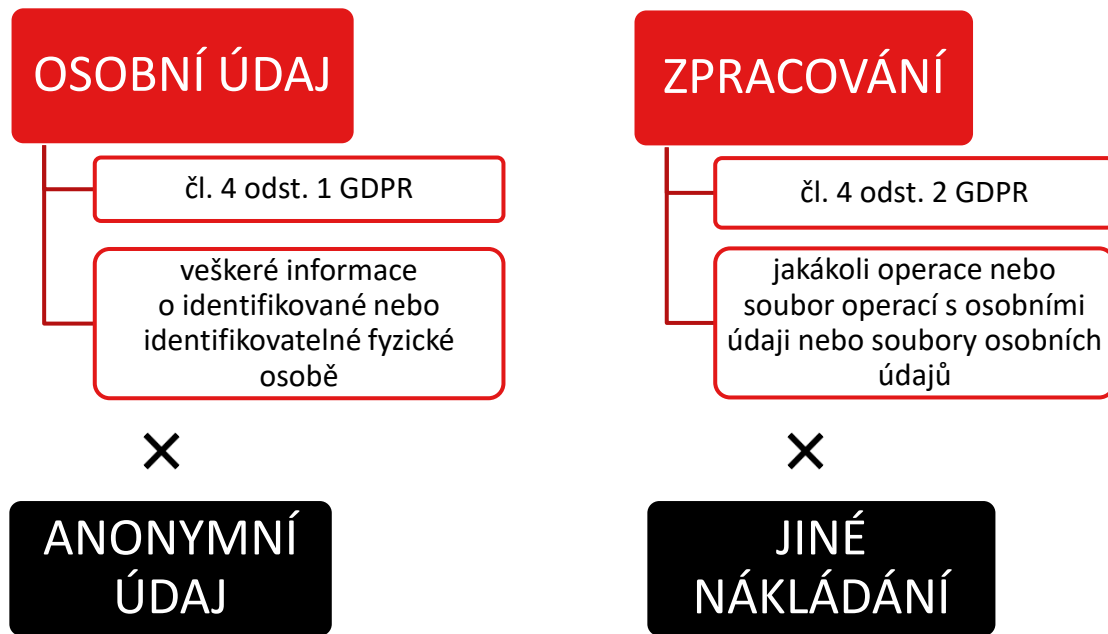 OSOBNÍ ÚDAJ
čl. 4 odst. 1 GDPR
veškeré informace
o identifikované nebo
identifikovatelné fyzické
osobě
×
ANONYMNÍ
ÚDAJ
ZPRACOVÁNÍ
čl. 4 odst. 2 GDPR
jakákoli operace nebo
soubor operací s osobními
údaji nebo soubory osobních
údajů
×
JINÉ
NÁKLÁDÁNÍ